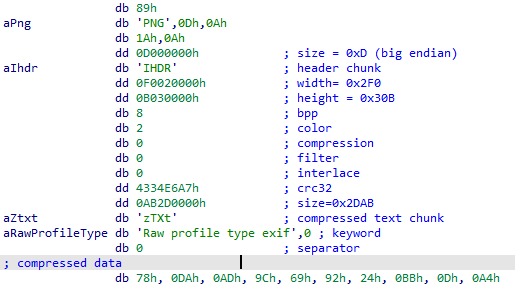 db 89h
aPng db 'PNG',0Dh,0Ah
db 1Ah,0Ah
dd 0D000000h ; size = 0xD (big endian)
aIhdr db 'IHDR' ; header chunk
dd 0F0020000h ; width= 0x2F0
dd 0B030000h ; height = 0x30B
db 8 ; bpp
db 2 ; color
db 0 ; compression
db 0 ; filter
db 0 ; interlace
dd 4334E6A7h ; crc32
dd 0AB2D0000h ; size=0x2DAB
aZtxt db 'zTXt' ; compressed text chunk
aRawProfileType db 'Raw profile type exif',0 ; keyword
db 0 ; separator
; compressed data
db 78h, 0DAh, 0ADh, 9Ch, 69h, 92h, 24h, 0BBh, 0Dh, 0A4h